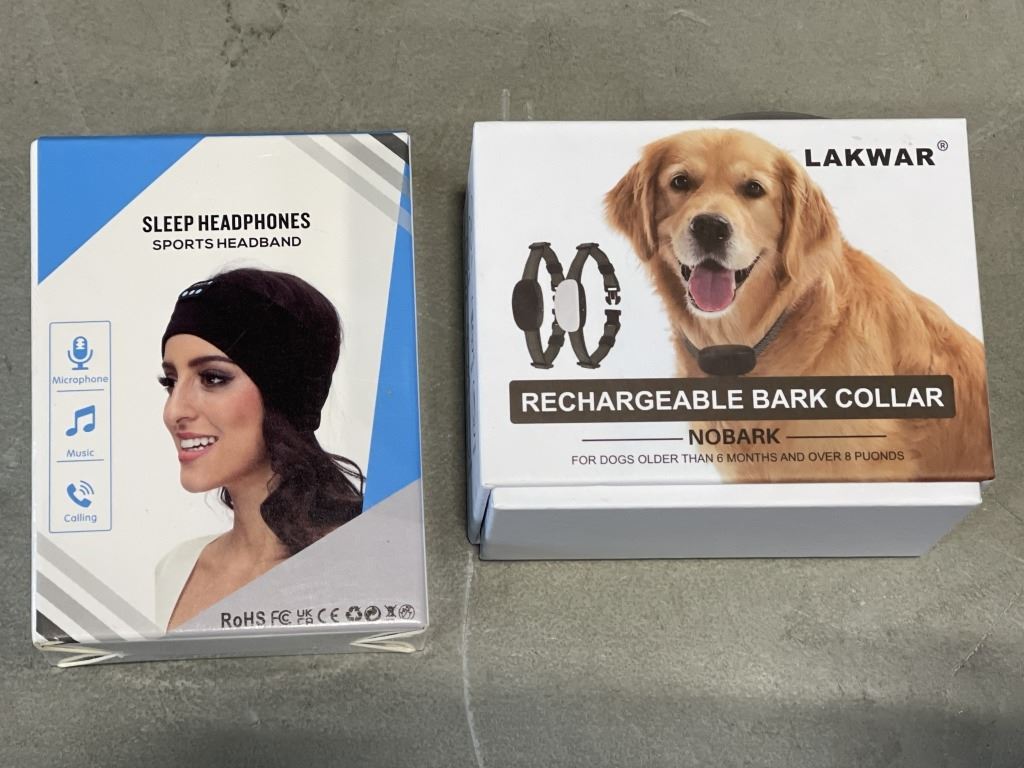 SLEEP HEADPHONES
SPORTS HEADBAND
Microphone
Music
Calling
RoHS FC UK CA CE
LAKWAR®
RECHARGEABLE BARK COLLAR
NOBARK
FOR DOGS OLDER THAN 6 MONTHS AND OVER 8 PUONDS